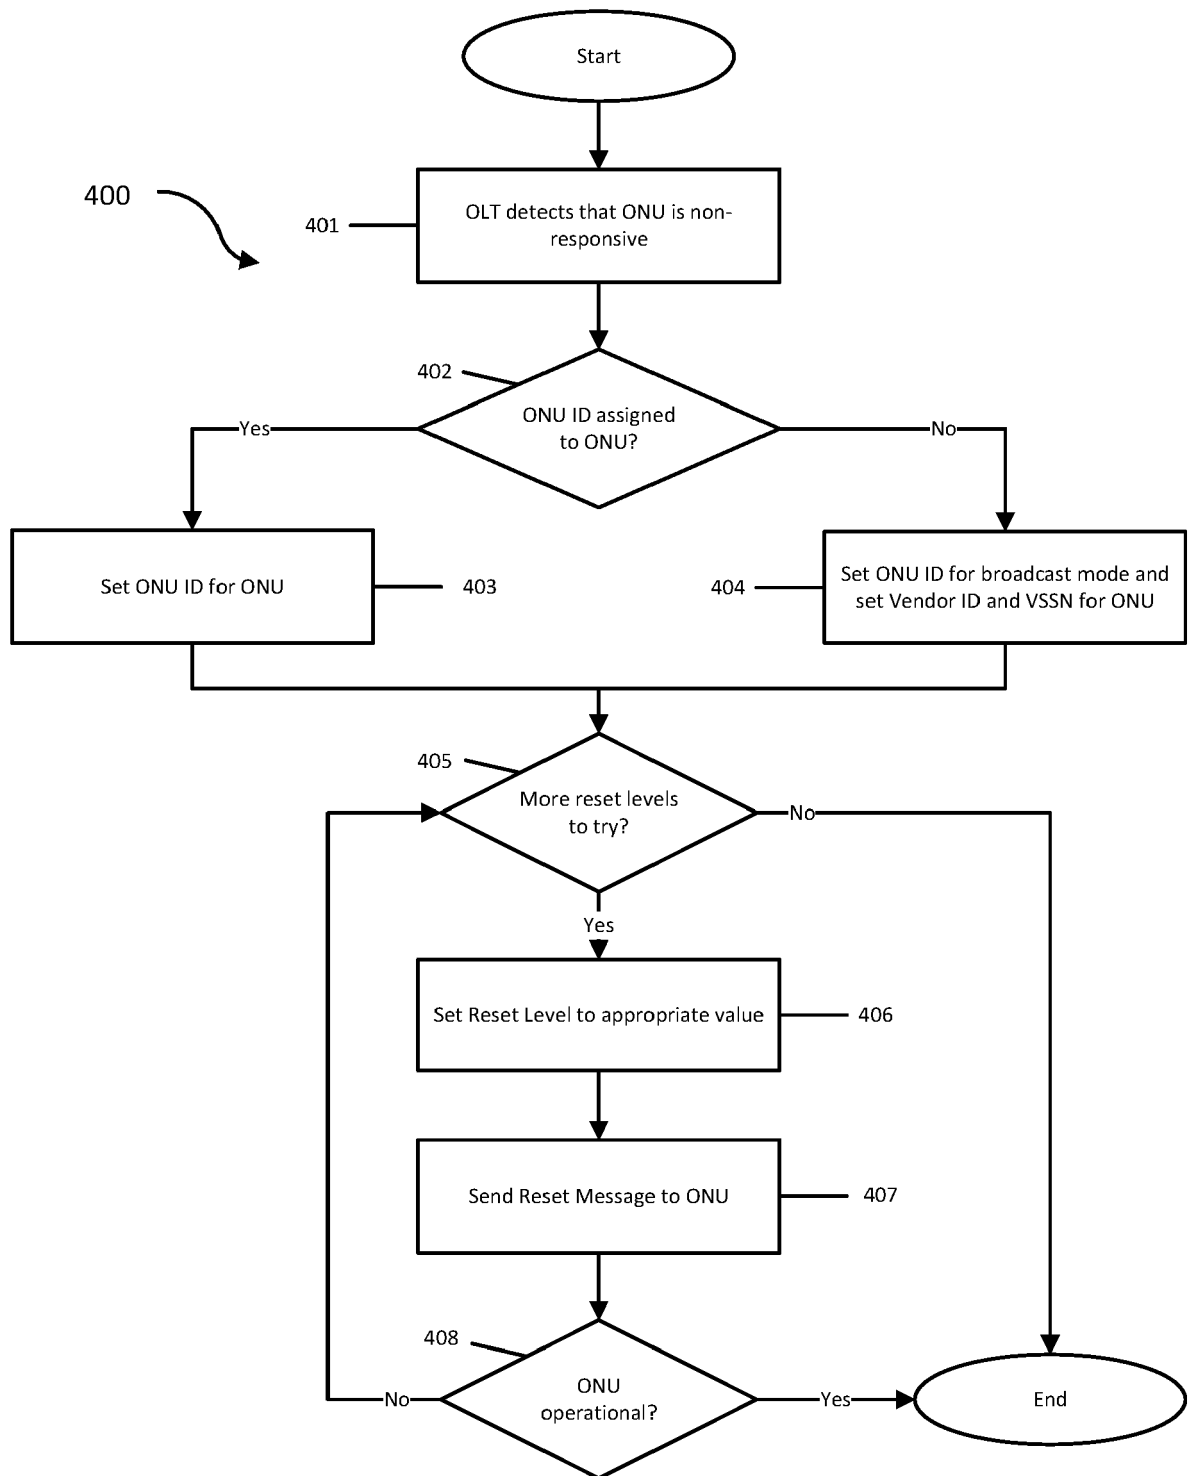 Start
400
401
OLT detects that ONU is non-
responsive
402
ONU ID assigned
to ONU?
Yes
No
Set ONU ID for ONU
403
404
Set ONU ID for broadcast mode and
set Vendor ID and VSSN for ONU
405
More reset levels
to try?
No
Yes
Set Reset Level to appropriate value
406
Send Reset Message to ONU
407
408
ONU
operational?
No
Yes
End